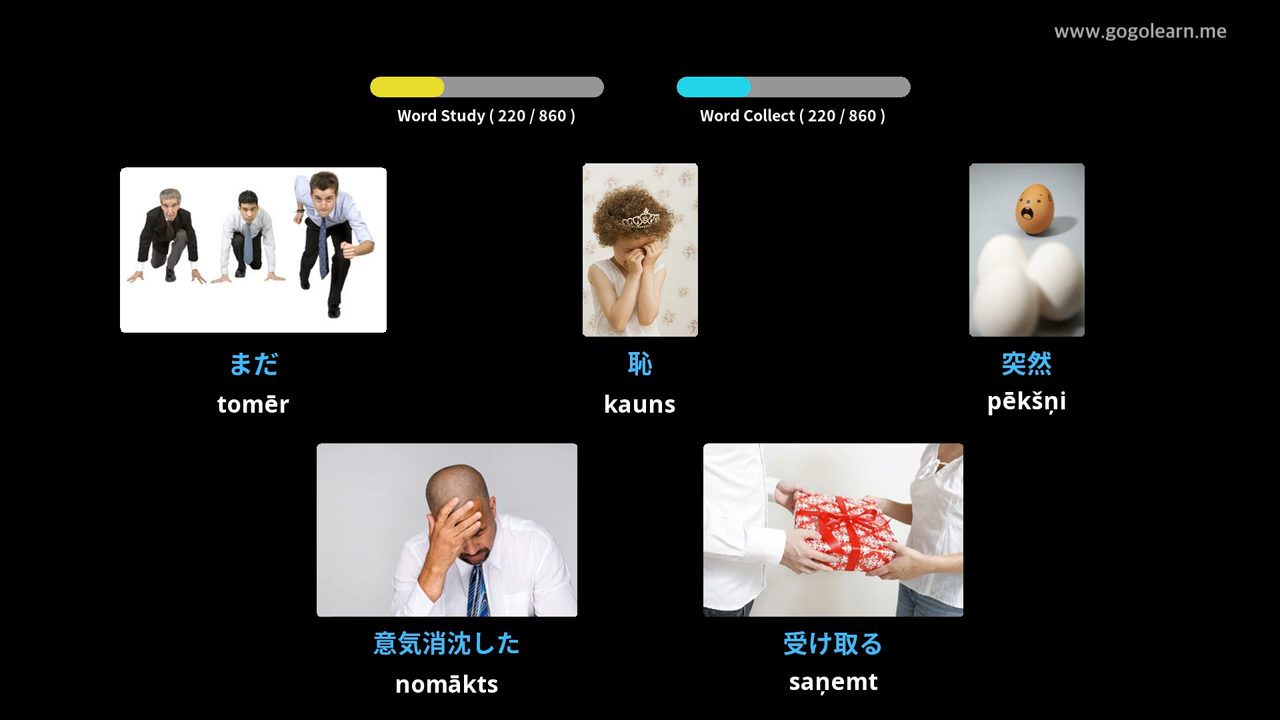 www.gogolearn.me
Word Study ( 220 / 860 )
Word Collect ( 220 / 860 )
まだ
tomēr
恥
kauns
突然
pēkšņi
意気消沈した
nomākts
受け取る
saņemt